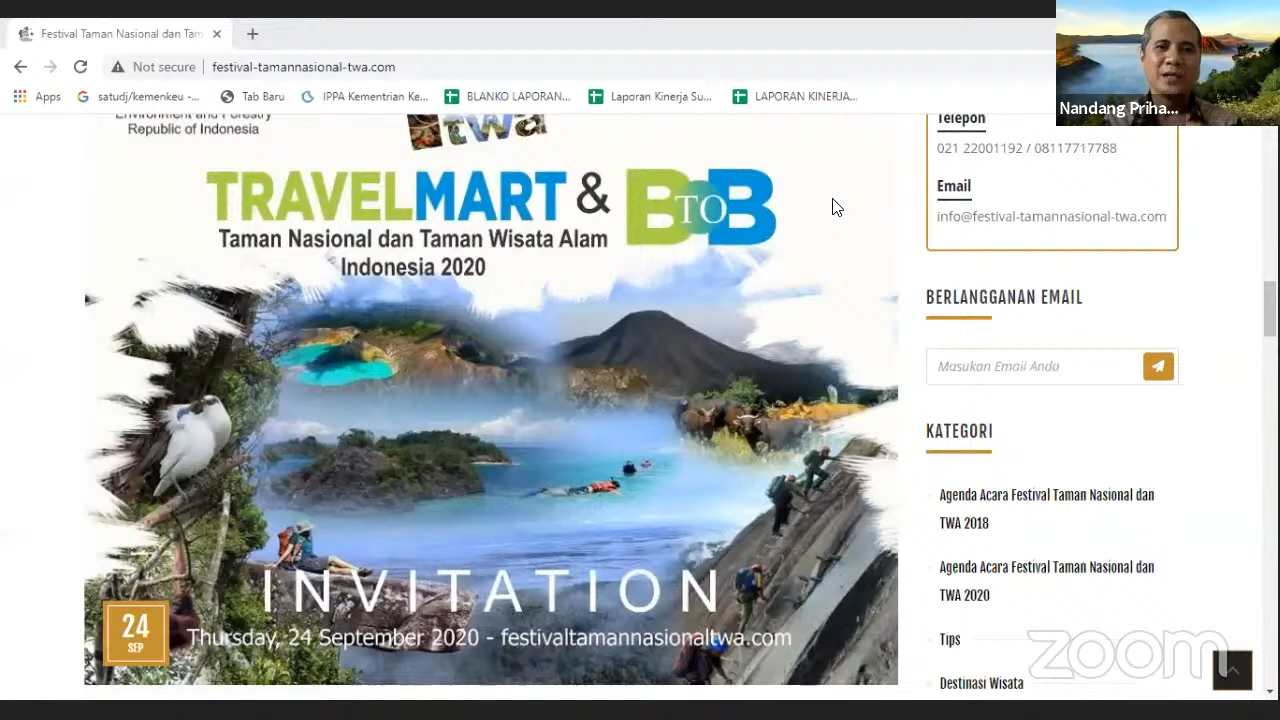 Festival Taman Nasional dan Tam
Not secure
festival-tamannasional-twa.com
Apps
satudj/kemenkeu -...
Tab Baru
IPPA Kementrian Ke...
BLANKO LAPORAN...
Laporan Kinerja Su...
LAPORAN KINERJA...
Nandang Priha...
Environment and Forestry
Republic of Indonesia
twa
TRAVELMART & B TO B
Taman Nasional dan Taman Wisata Alam
Indonesia 2020
INVITATION
Thursday, 24 September 2020 - festivaltamannasionaltwa.com
24
SEP
Telepon
021 22001192 / 08117717788
Email
info@festival-tamannasional-twa.com
BERLANGGANAN EMAIL
Masukan Email Anda
KATEGORI
Agenda Acara Festival Taman Nasional dan
TWA 2018
Agenda Acara Festival Taman Nasional dan
TWA 2020
Tips
Destinasi Wisata
zoom